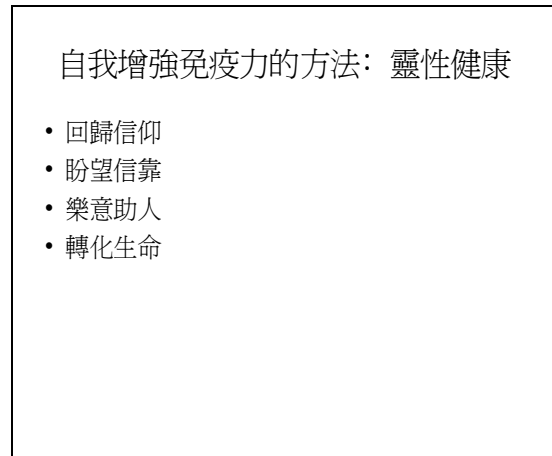 自我增強免疫力的方法: 靈性健康
• 回歸信仰
• 盼望信靠
• 樂意助人
• 轉化生命